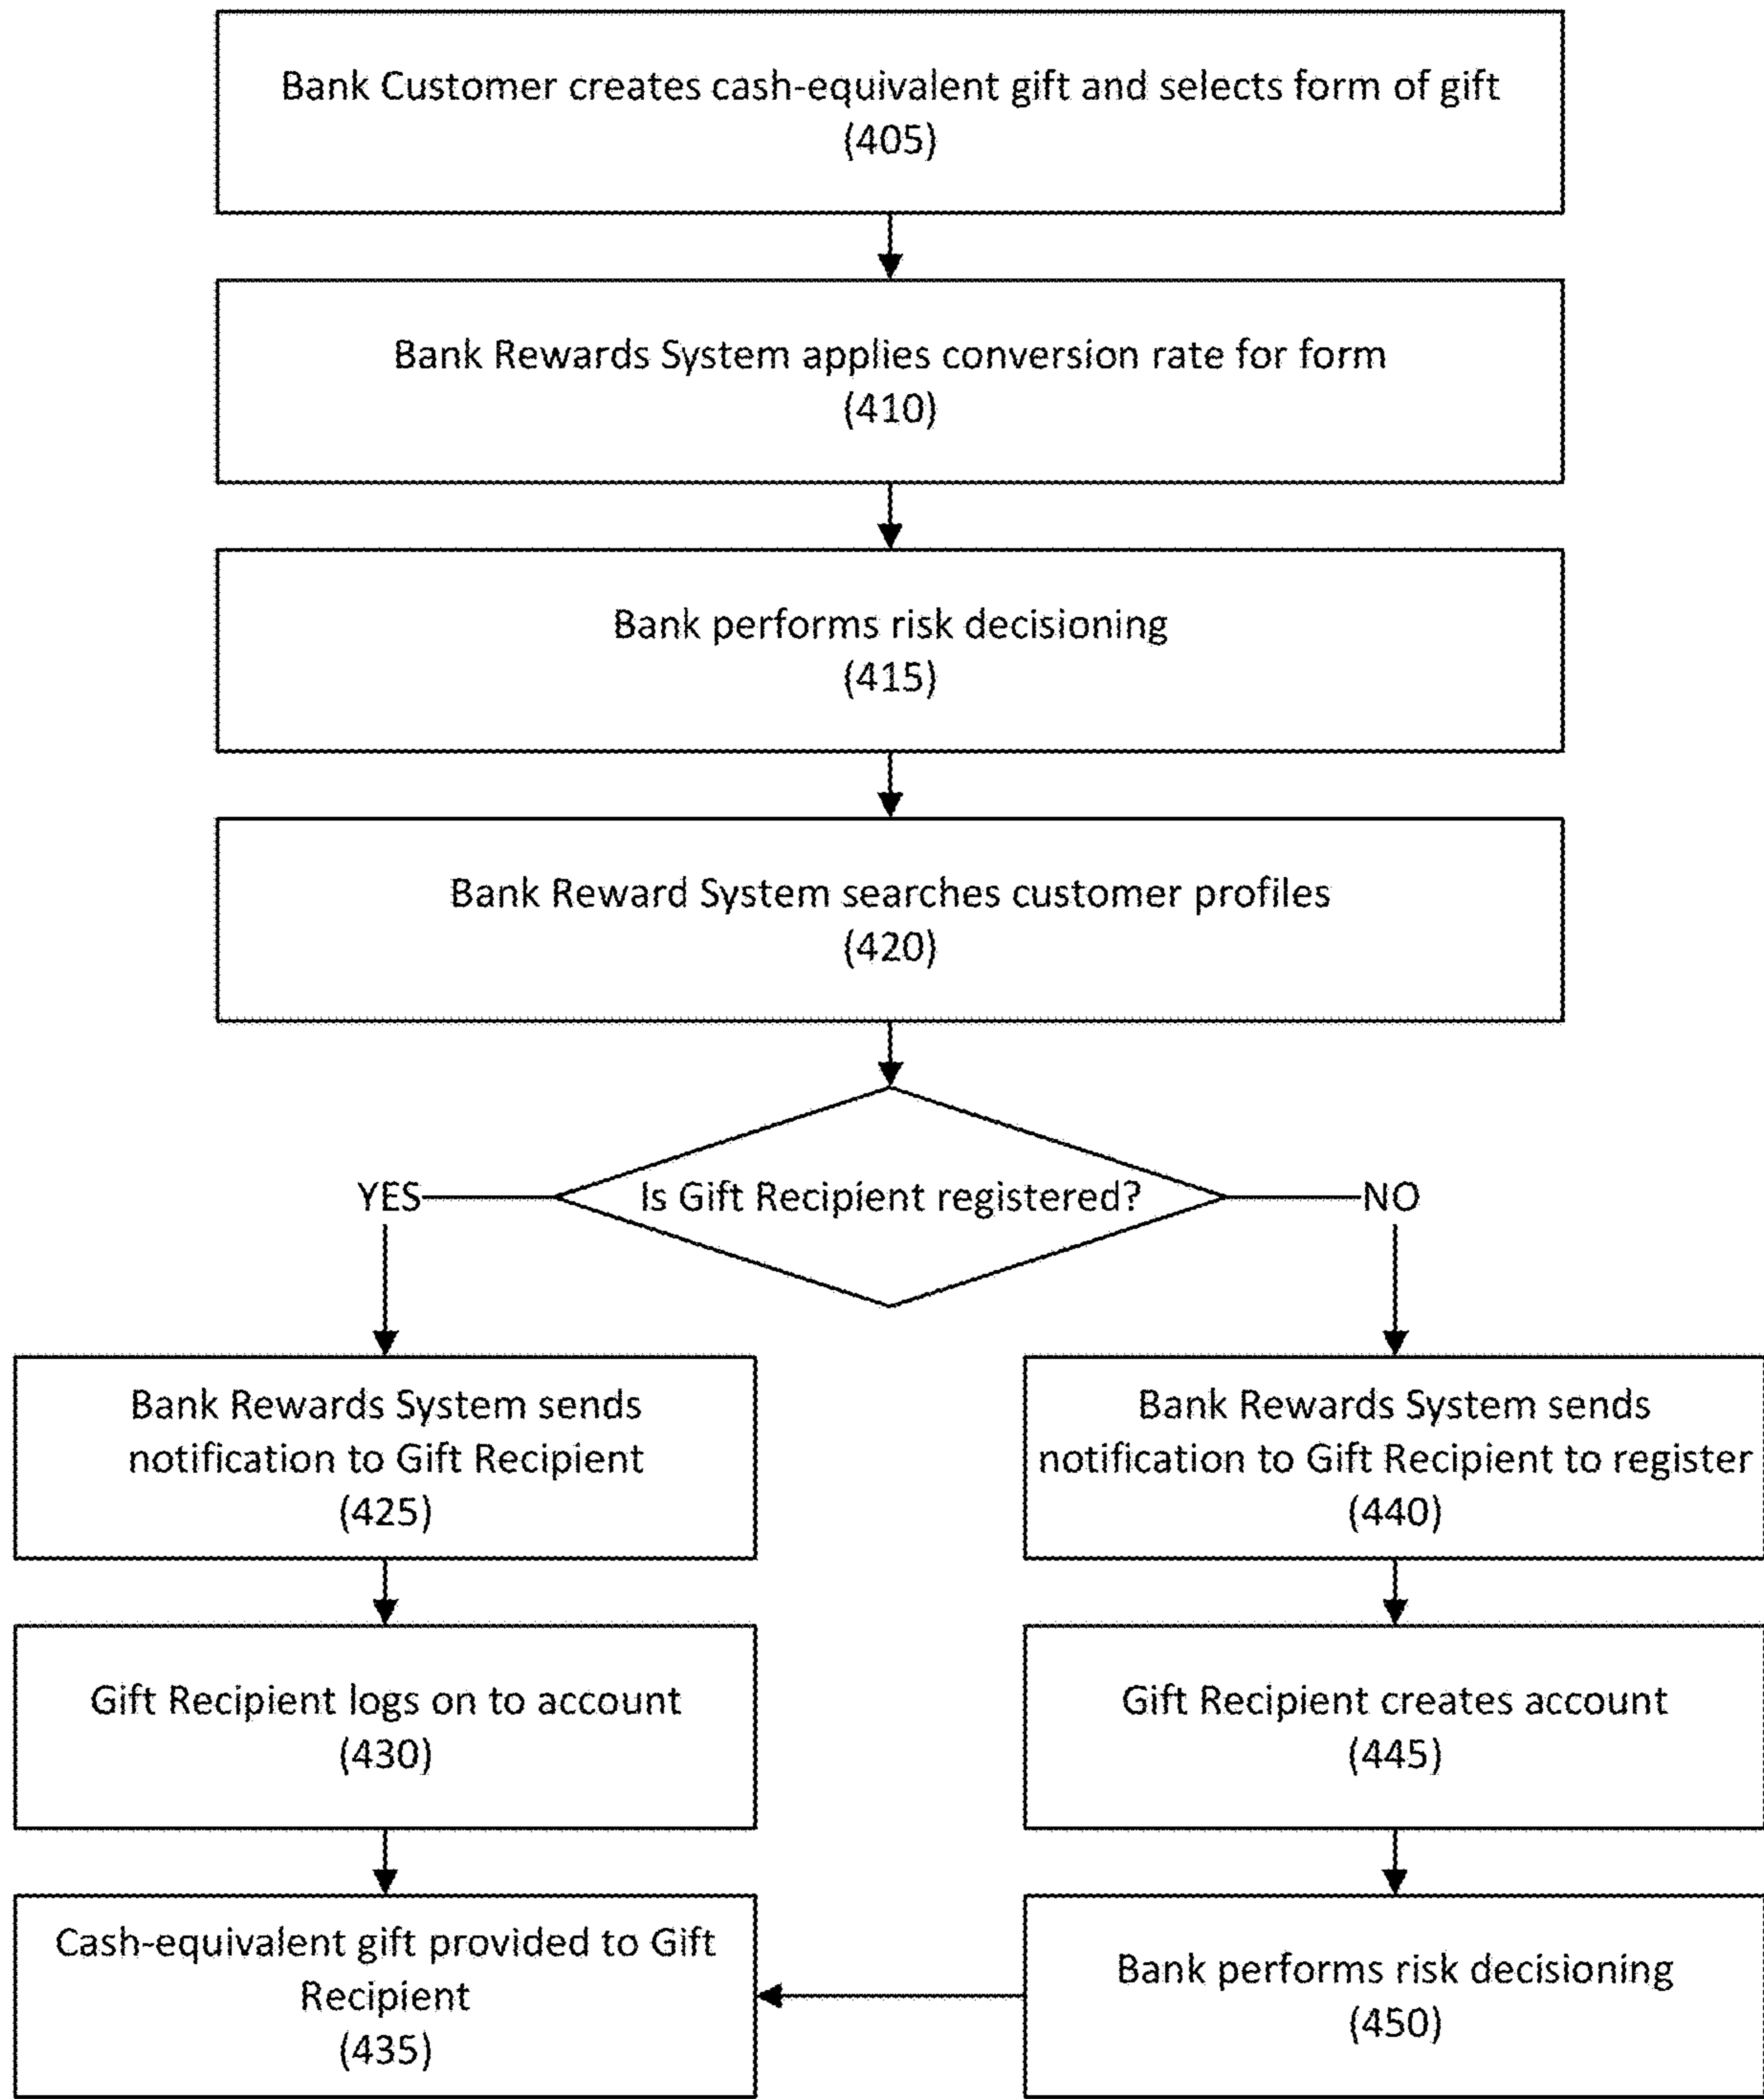 Bank Customer creates cash-equivalent gift and selects form of gift
(405)
Bank Rewards System applies conversion rate for form
(410)
Bank performs risk decisioning
(415)
Bank Reward System searches customer profiles
(420)
Is Gift Recipient registered?
YES
NO
Bank Rewards System sends
notification to Gift Recipient
(425)
Bank Rewards System sends
notification to Gift Recipient to register
(440)
Gift Recipient logs on to account
(430)
Gift Recipient creates account
(445)
Cash-equivalent gift provided to Gift
Recipient
(435)
Bank performs risk decisioning
(450)